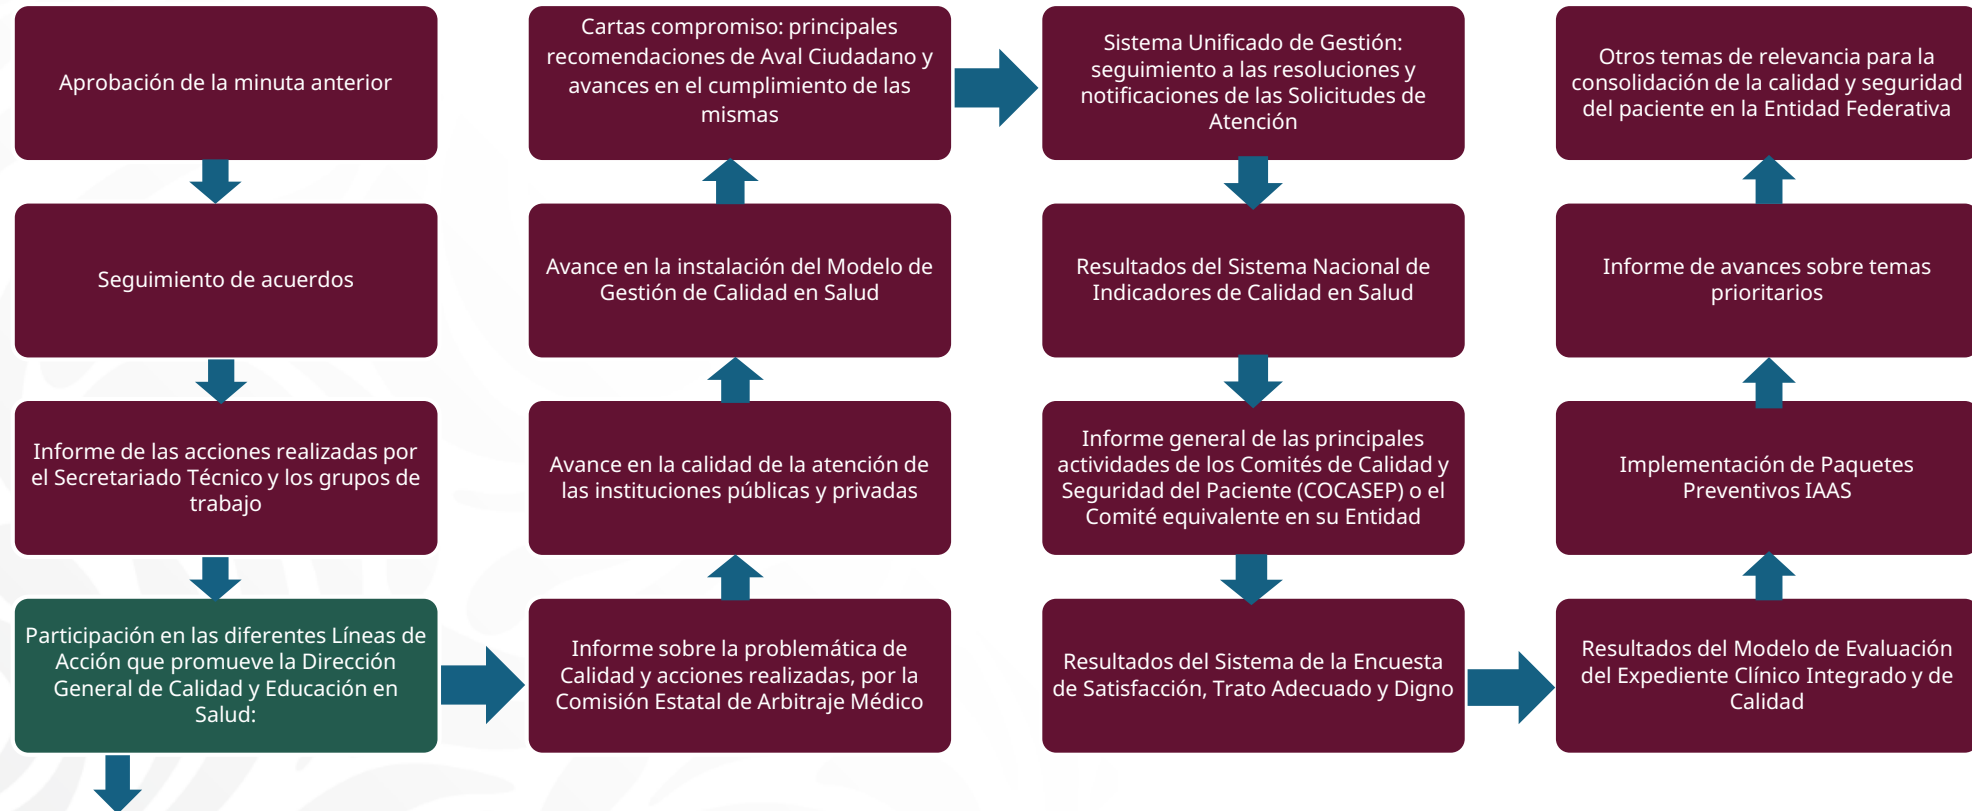 Aprobación de la minuta anterior
Seguimiento de acuerdos
Informe de las acciones realizadas por
el Secretariado Técnico y los grupos de
trabajo
Participación en las diferentes Líneas de
Acción que promueve la Dirección
General de Calidad y Educación en
Salud:
Informe sobre la problemática de
Calidad y acciones realizadas, por la
Comisión Estatal de Arbitraje Médico
Avance en la calidad de la atención de
las instituciones públicas y privadas
Avance en la instalación del Modelo de
Gestión de Calidad en Salud
Cartas compromiso: principales
recomendaciones de Aval Ciudadano y
avances en el cumplimiento de las
mismas
Sistema Unificado de Gestión:
seguimiento a las resoluciones y
notificaciones de las Solicitudes de
Atención
Resultados del Sistema Nacional de
Indicadores de Calidad en Salud
Informe general de las principales
actividades de los Comités de Calidad y
Seguridad del Paciente (COCASEP) o el
Comité equivalente en su Entidad
Resultados del Sistema de la Encuesta
de Satisfacción, Trato Adecuado y Digno
Resultados del Modelo de Evaluación
del Expediente Clínico Integrado y de
Calidad
Implementación de Paquetes
Preventivos IAAS
Informe de avances sobre temas
prioritarios
Otros temas de relevancia para la
consolidación de la calidad y seguridad
del paciente en la Entidad Federativa